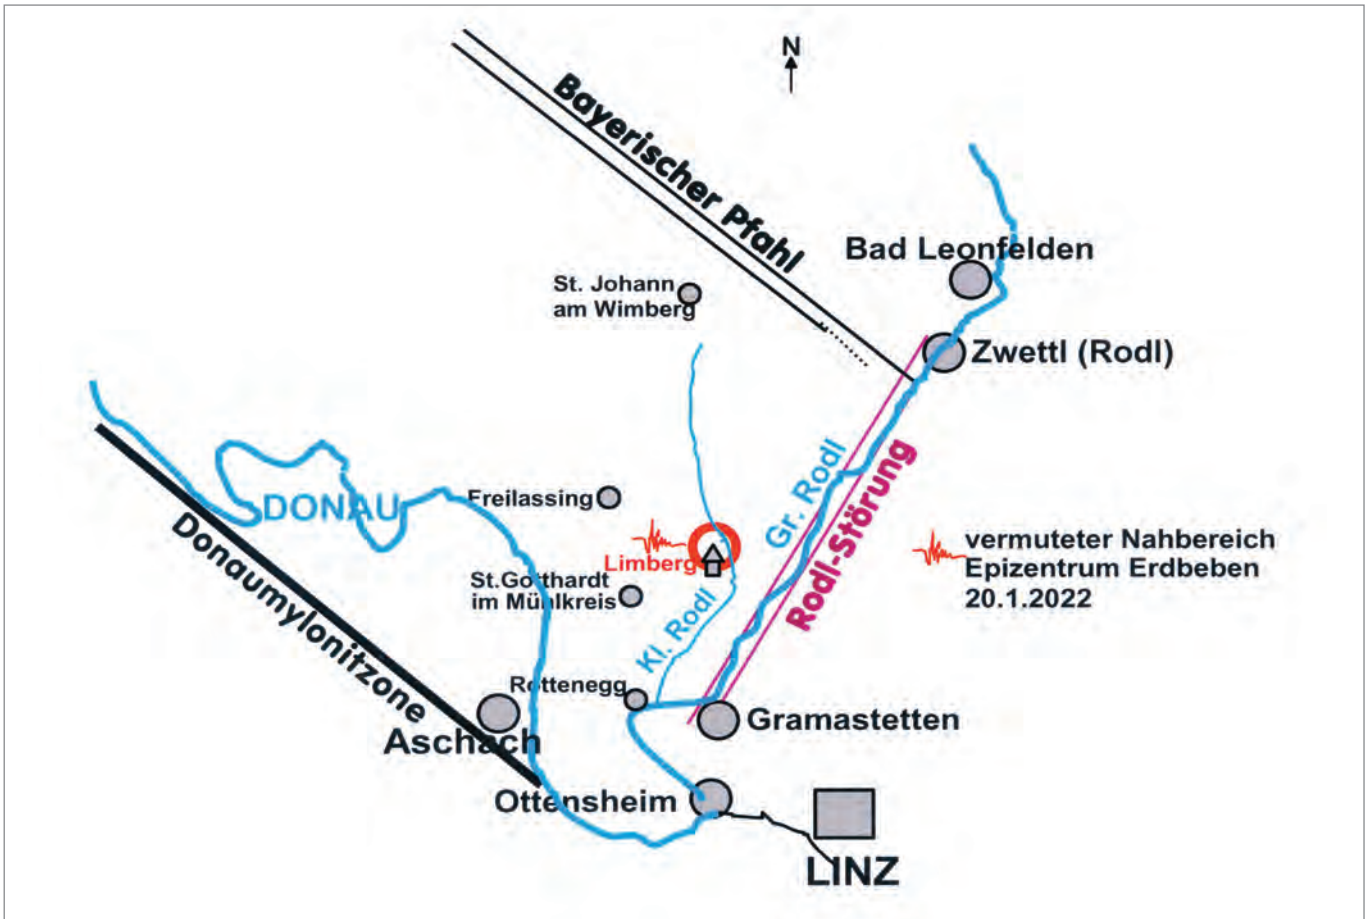 N
Bayerischer Pfahl
Bad Leonfelden
St. Johann
am Wimberg
Zwettl (Rodl)
DONAU
Freilassing
Gr. Rodl
Rodl-Störung
Limberg
vermuteter Nahbereich
Epizentrum Erdbeben
20.1.2022
St.Gotthardt
im Mühlkreis
Kl. Rodl
Donaumylonitzone
Rottenegg
Gramastetten
Aschach
Ottensheim
LINZ